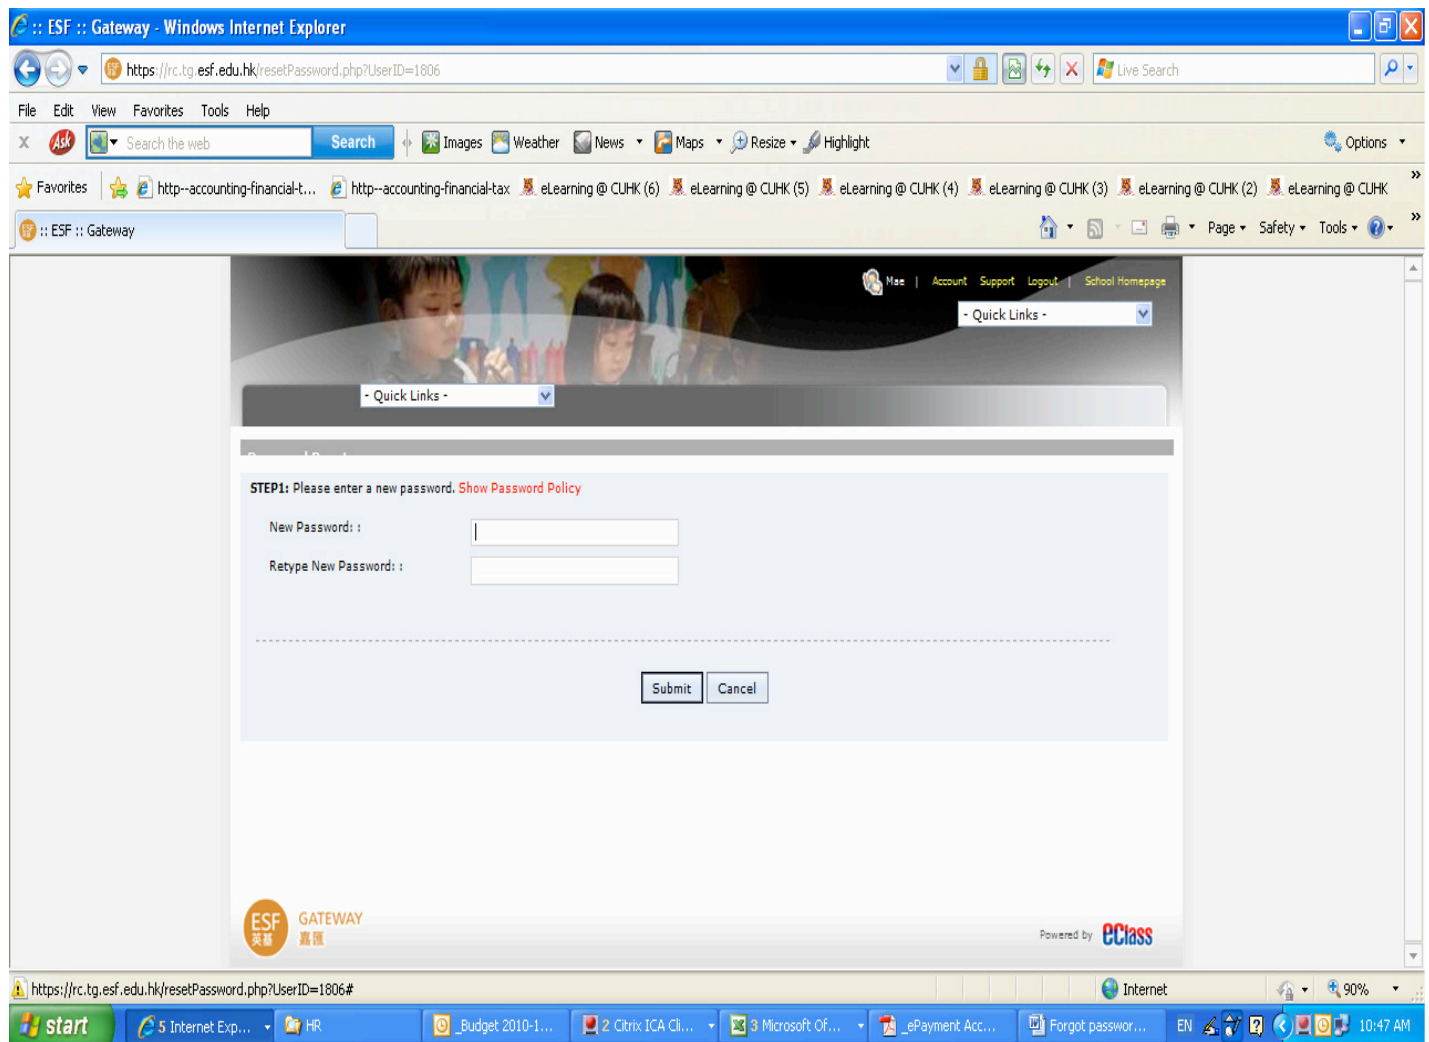 :: ESF :: Gateway - Windows Internet Explorer
https://rc.tg.esf.edu.hk/resetPassword.php?UserID=1806
Live Search
File Edit View Favorites Tools Help
X Ask Search the web Search Images Weather News Maps Resize Highlight Options
Favorites http--accounting-financial-t... http--accounting-financial-tax eLearning @ CUHK (6) eLearning @ CUHK (5) eLearning @ CUHK (4) eLearning @ CUHK (3) eLearning @ CUHK (2) eLearning @ CUHK »
:: ESF :: Gateway Page Safety Tools »
Mae | Account Support Logout | School Homepage
- Quick Links -
- Quick Links -
STEP1: Please enter a new password. Show Password Policy
New Password: :
Retype New Password: :
Submit Cancel
ESF GATEWAY
英基 嘉匯
Powered by eClass
https://rc.tg.esf.edu.hk/resetPassword.php?UserID=1806# Internet 90%
start 5 Internet Exp... HR _Budget 2010-1... 2 Citrix ICA Cli... 3 Microsoft Of... _ePayment Acc... Forgot passwor... EN 10:47 AM